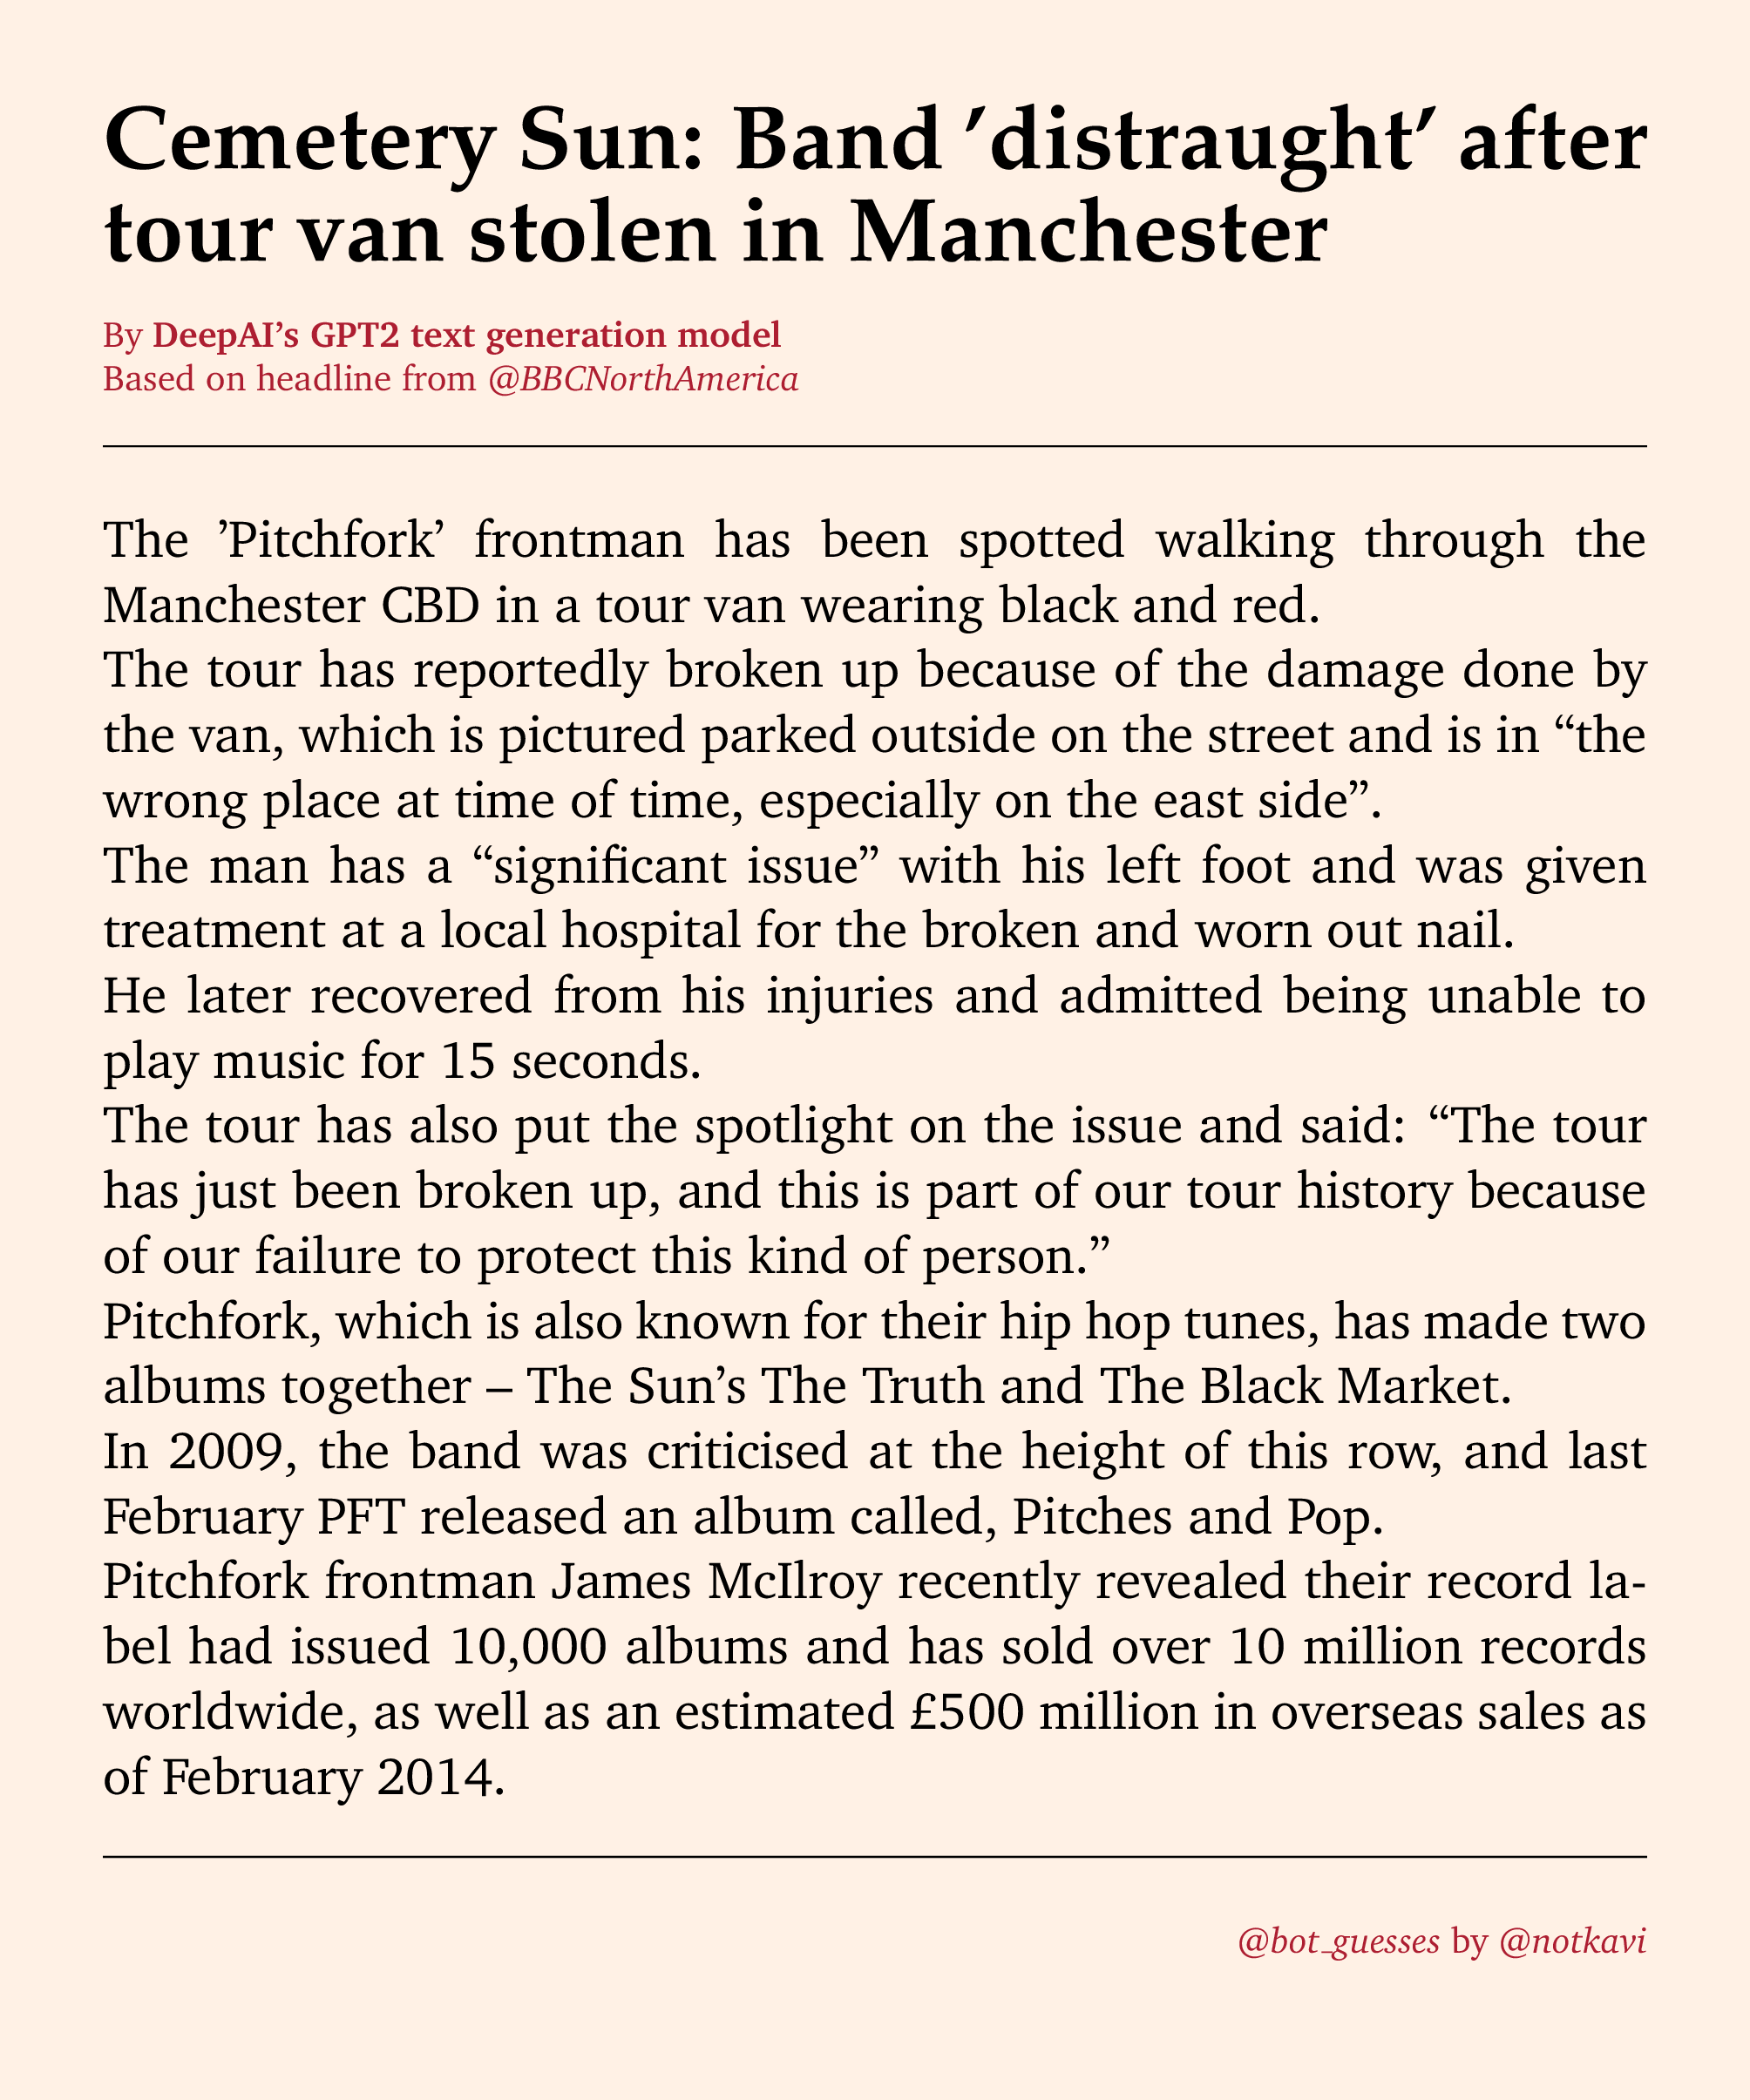 Cemetery Sun: Band ’distraught’ after
tour van stolen in Manchester
By DeepAI’s GPT2 text generation model
Based on headline from @BBCNorthAmerica
The ’Pitchfork’ frontman has been spotted walking through the
Manchester CBD in a tour van wearing black and red.
The tour has reportedly broken up because of the damage done by
the van, which is pictured parked outside on the street and is in “the
wrong place at time of time, especially on the east side”.
The man has a “significant issue” with his left foot and was given
treatment at a local hospital for the broken and worn out nail.
He later recovered from his injuries and admitted being unable to
play music for 15 seconds.
The tour has also put the spotlight on the issue and said: “The tour
has just been broken up, and this is part of our tour history because
of our failure to protect this kind of person.”
Pitchfork, which is also known for their hip hop tunes, has made two
albums together – The Sun’s The Truth and The Black Market.
In 2009, the band was criticised at the height of this row, and last
February PFT released an album called, Pitches and Pop.
Pitchfork frontman James McIlroy recently revealed their record la-
bel had issued 10,000 albums and has sold over 10 million records
worldwide, as well as an estimated £500 million in overseas sales as
of February 2014.
@bot_guesses by @notkavi